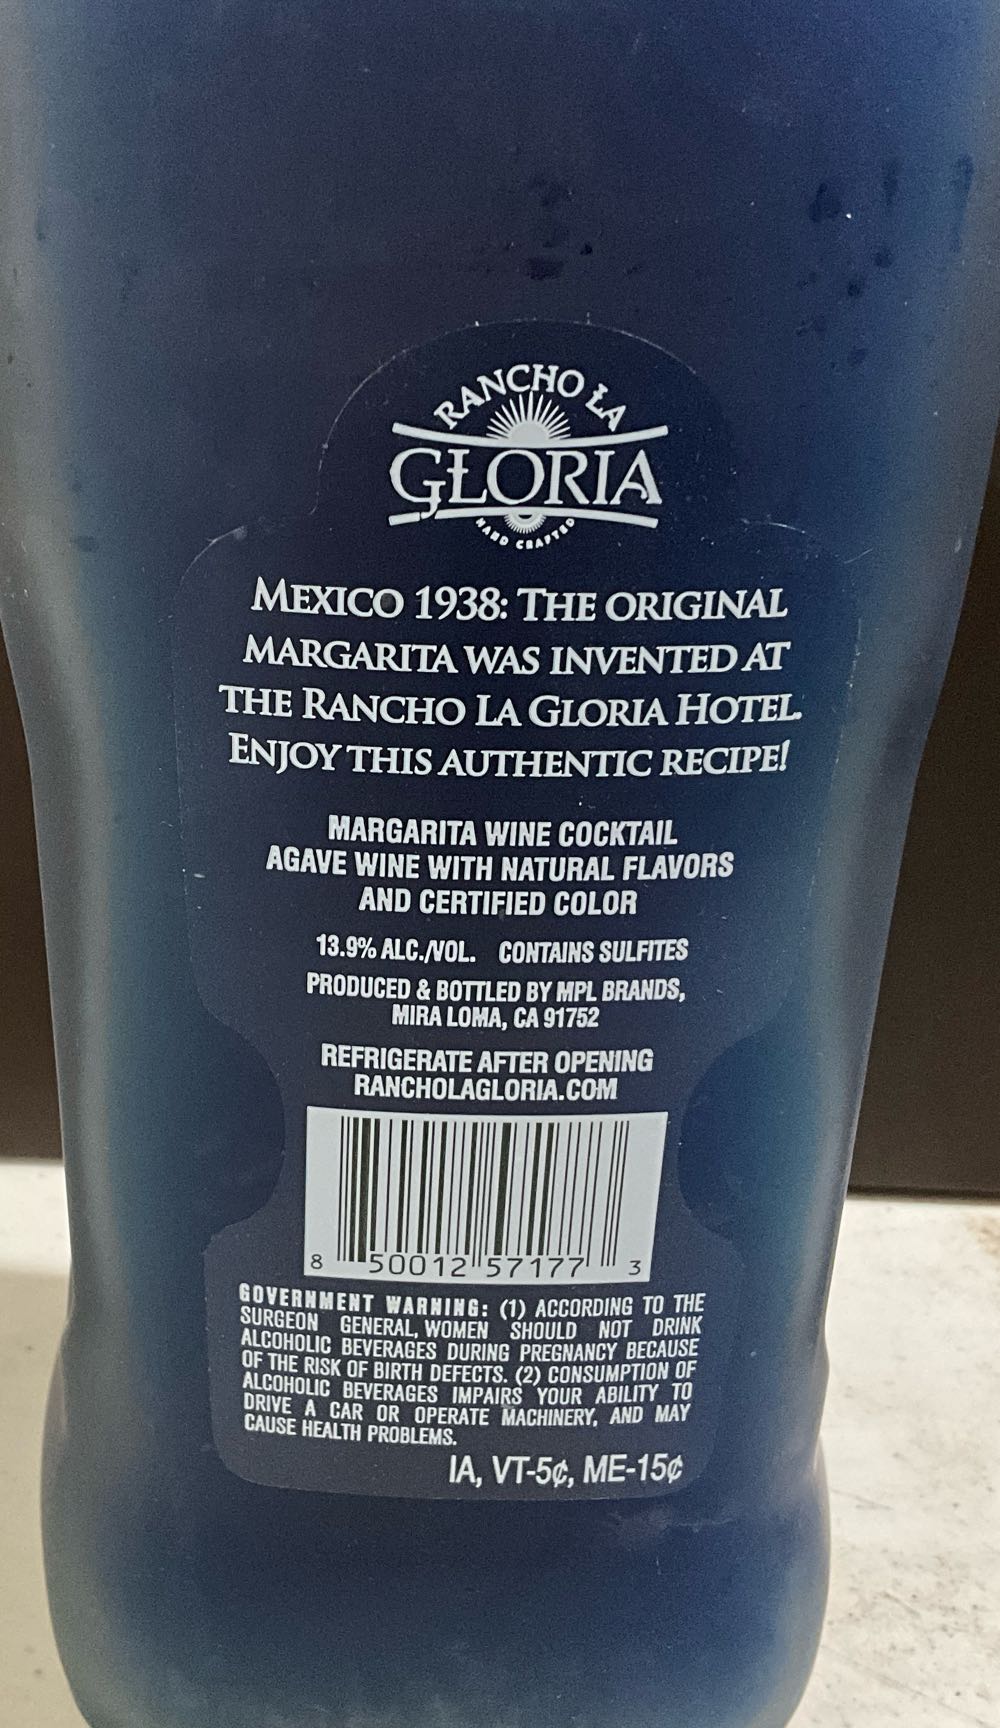 RANCHO LA
GLORIA
HAND CRAFTED
MEXICO 1938: THE ORIGINAL
MARGARITA WAS INVENTED AT
THE RANCHO LA GLORIA HOTEL.
ENJOY THIS AUTHENTIC RECIPE!
MARGARITA WINE COCKTAIL
AGAVE WINE WITH NATURAL FLAVORS
AND CERTIFIED COLOR
13.9% ALC./VOL. CONTAINS SULFITES
PRODUCED & BOTTLED BY MPL BRANDS,
MIRA LOMA, CA 91752
REFRIGERATE AFTER OPENING
RANCHOLAGLORIA.COM
8 50012 57177 3
GOVERNMENT WARNING: (1) ACCORDING TO THE
SURGEON GENERAL, WOMEN SHOULD NOT DRINK
ALCOHOLIC BEVERAGES DURING PREGNANCY BECAUSE
OF THE RISK OF BIRTH DEFECTS. (2) CONSUMPTION OF
ALCOHOLIC BEVERAGES IMPAIRS YOUR ABILITY TO
DRIVE A CAR OR OPERATE MACHINERY, AND MAY
CAUSE HEALTH PROBLEMS.
IA, VT-5¢, ME-15¢